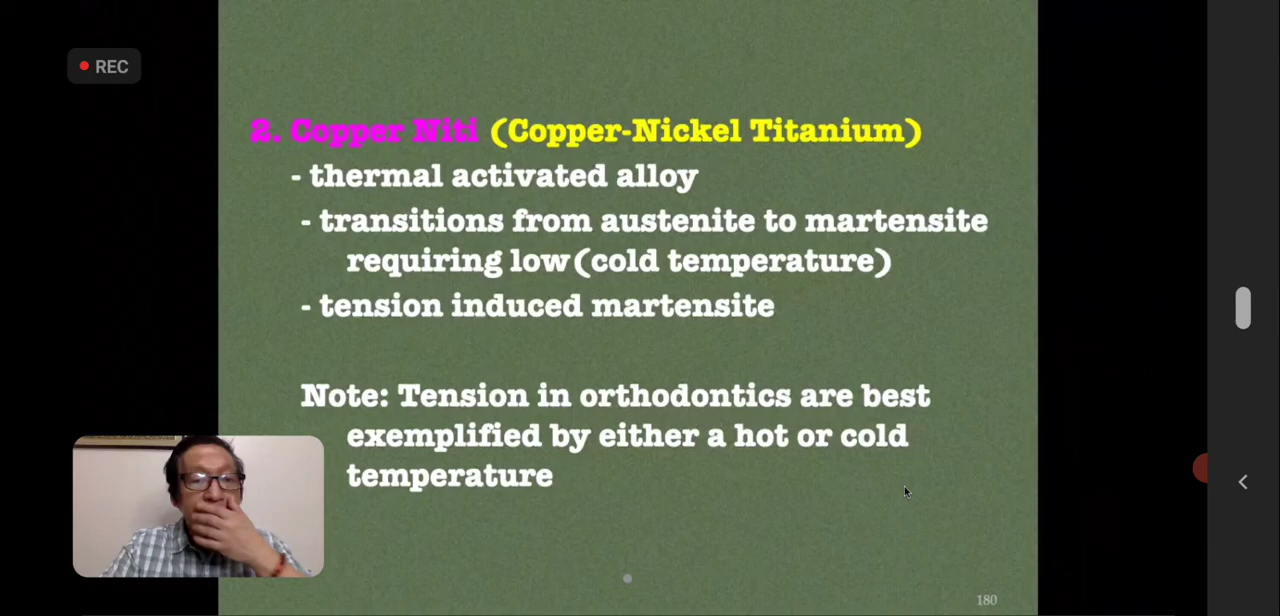 REC
2. Copper Niti (Copper-Nickel Titanium)
- thermal activated alloy
- transitions from austenite to martensite
requiring low(cold temperature)
- tension induced martensite
Note: Tension in orthodontics are best
exemplified by either a hot or cold
temperature
180